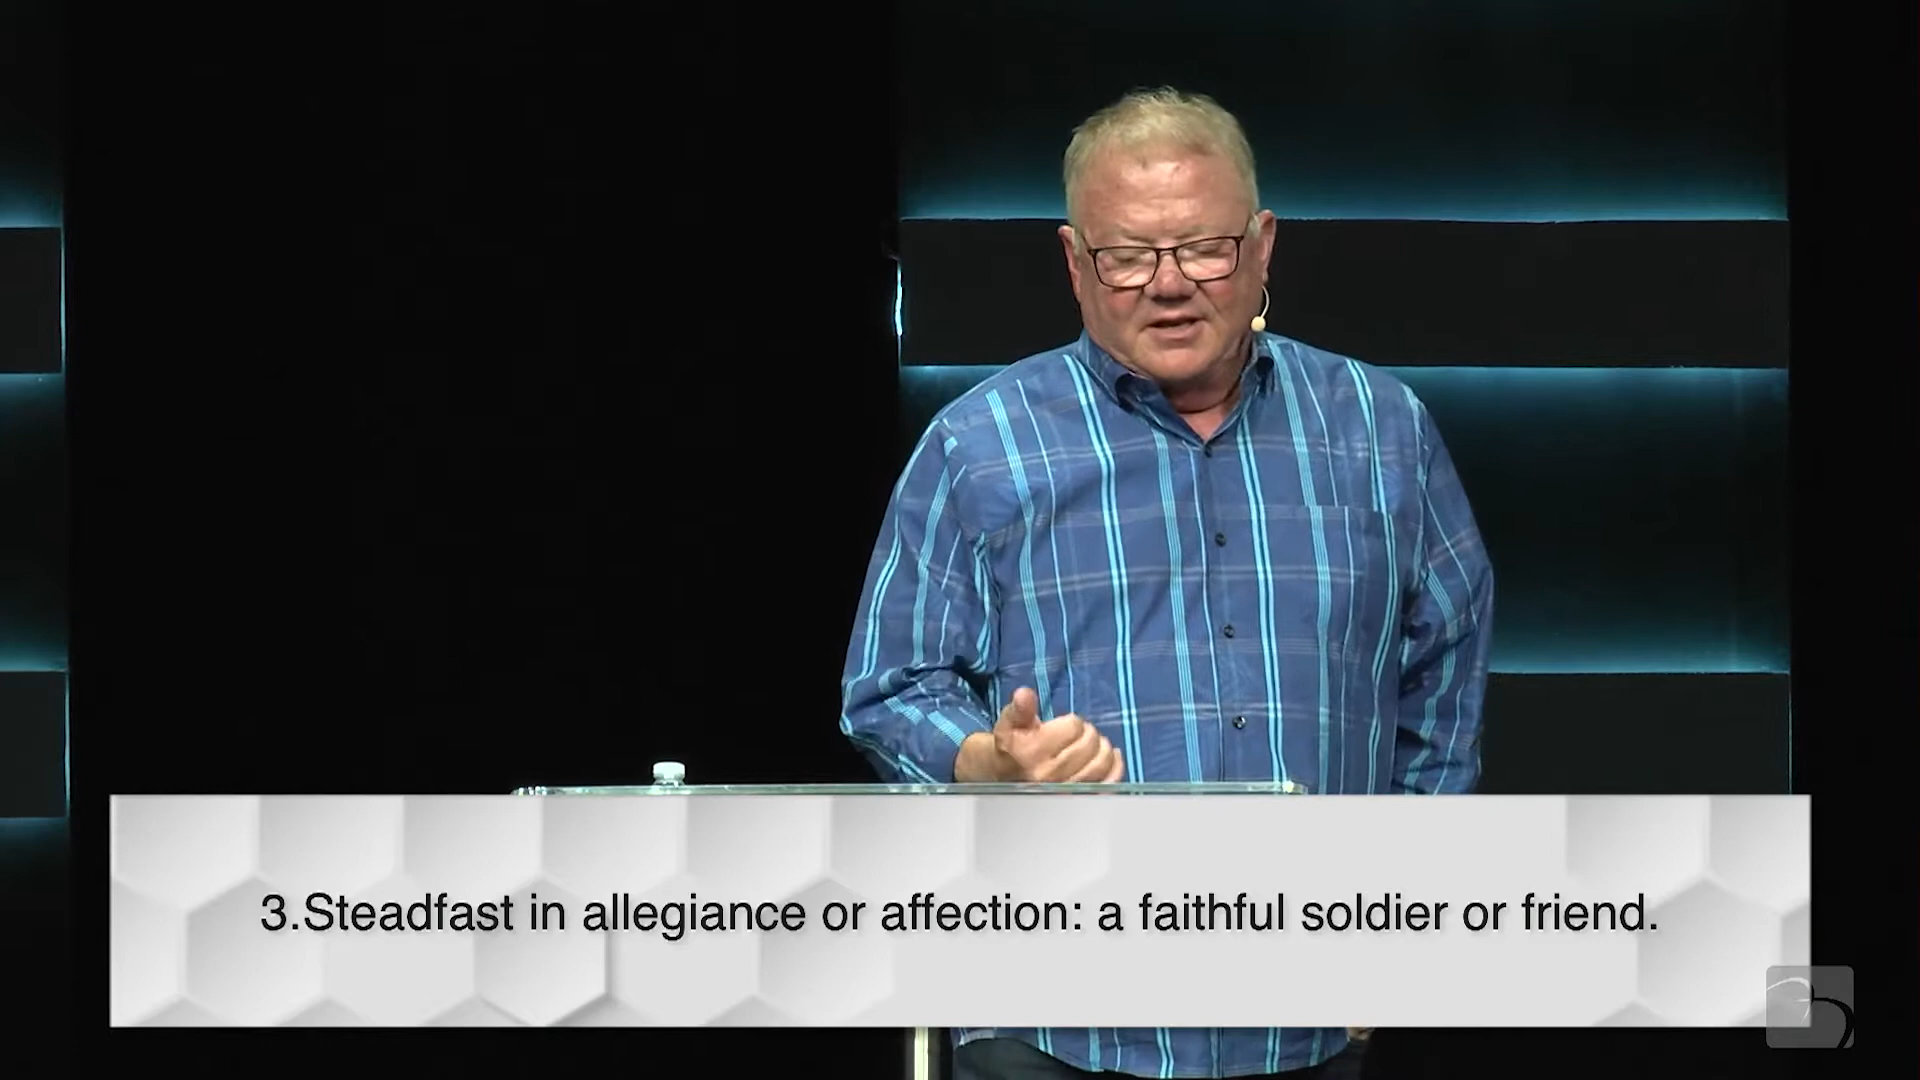 3.Steadfast in allegiance or affection: a faithful soldier or friend.